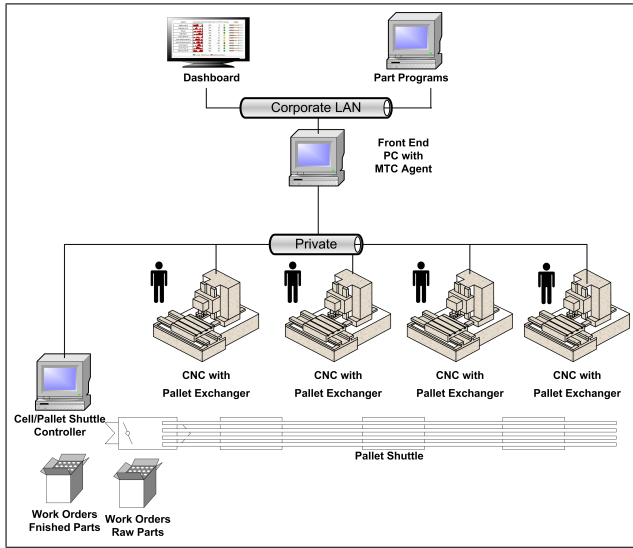 Dashboard
Part Programs
Corporate LAN
Front End
PC with
MTC Agent
Private
CNC with
Pallet Exchanger
CNC with
Pallet Exchanger
CNC with
Pallet Exchanger
CNC with
Pallet Exchanger
Cell/Pallet Shuttle
Controller
Pallet Shuttle
Work Orders
Fnished Parts
Work Orders
Raw Parts